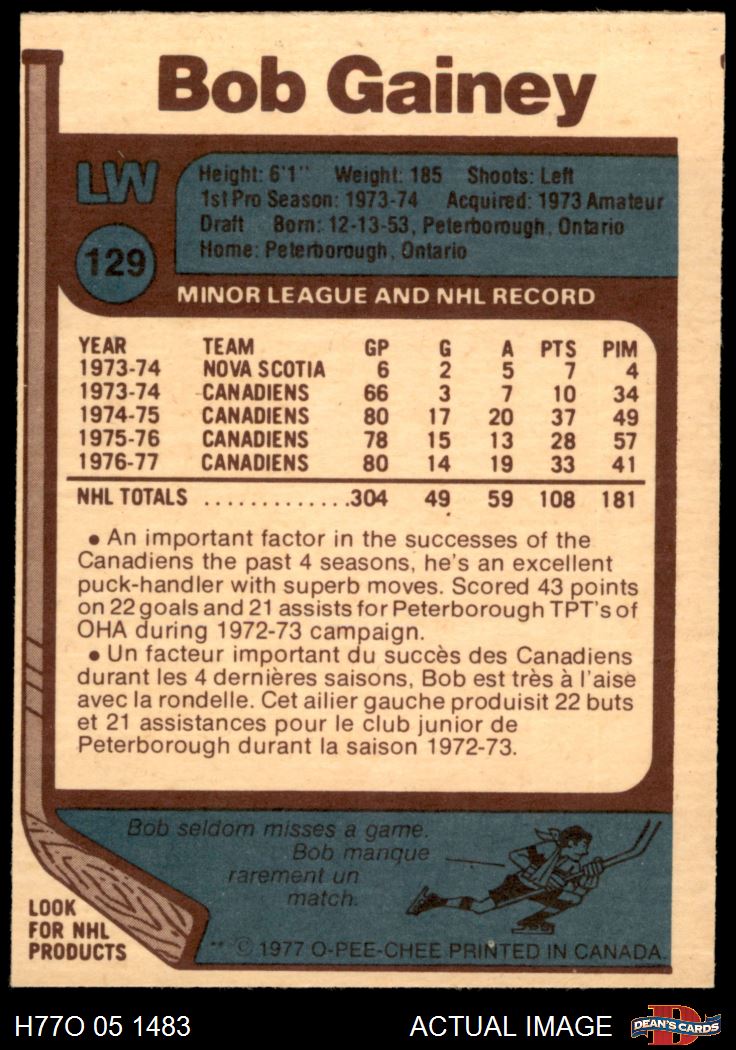 Bob Gainey
LW
Height: 6'1" Weight: 185 Shoots: Left
1st Pro Season: 1973-74 Acquired: 1973 Amateur
Draft Born: 12-13-53, Peterborough, Ontario
Home: Peterborough, Ontario
129
MINOR LEAGUE AND NHL RECORD
YEAR TEAM GP G A PTS PIM
1973-74 NOVA SCOTIA 6 2 5 7 4
1973-74 CANADIENS 66 3 7 10 34
1974-75 CANADIENS 80 17 20 37 49
1975-76 CANADIENS 78 15 13 28 57
1976-77 CANADIENS 80 14 19 33 41
NHL TOTALS ..............304 49 59 108 181
• An important factor in the successes of the
Canadiens the past 4 seasons, he's an excellent
puck-handler with superb moves. Scored 43 points
on 22 goals and 21 assists for Peterborough TPT's of
OHA during 1972-73 campaign.
• Un facteur important du succès des Canadiens
durant les 4 dernières saisons, Bob est très à l'aise
avec la rondelle. Cet ailier gauche produisit 22 buts
et 21 assistances pour le club junior de
Peterborough durant la saison 1972-73.
Bob seldom misses a game.
Bob manque
rarement un
match.
LOOK
FOR NHL
PRODUCTS
** © 1977 O-PEE-CHEE PRINTED IN CANADA.
H77O 05 1483 ACTUAL IMAGE
D
DEAN'S CARDS